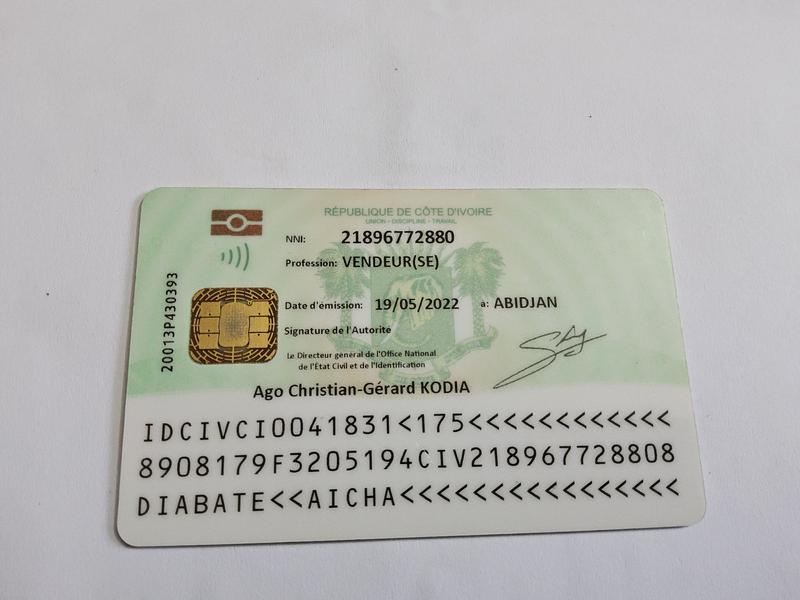 RÉPUBLIQUE DE CÔTE D'IVOIRE
UNION - DISCIPLINE - TRAVAIL
NNI: 21896772880
Profession: VENDEUR(SE)
Date d'émission: 19/05/2022 à: ABIDJAN
Signature de l'Autorité
Le Directeur général de l'Office National
de l'État Civil et de l'Identification
Ago Christian-Gérard KODIA
20013P430393
IDCIVCI0041831<175<<<<<<<<<<<<
8908179F3205194CIV218967728808
DIABATE<<AICHA<<<<<<<<<<<<<<<<